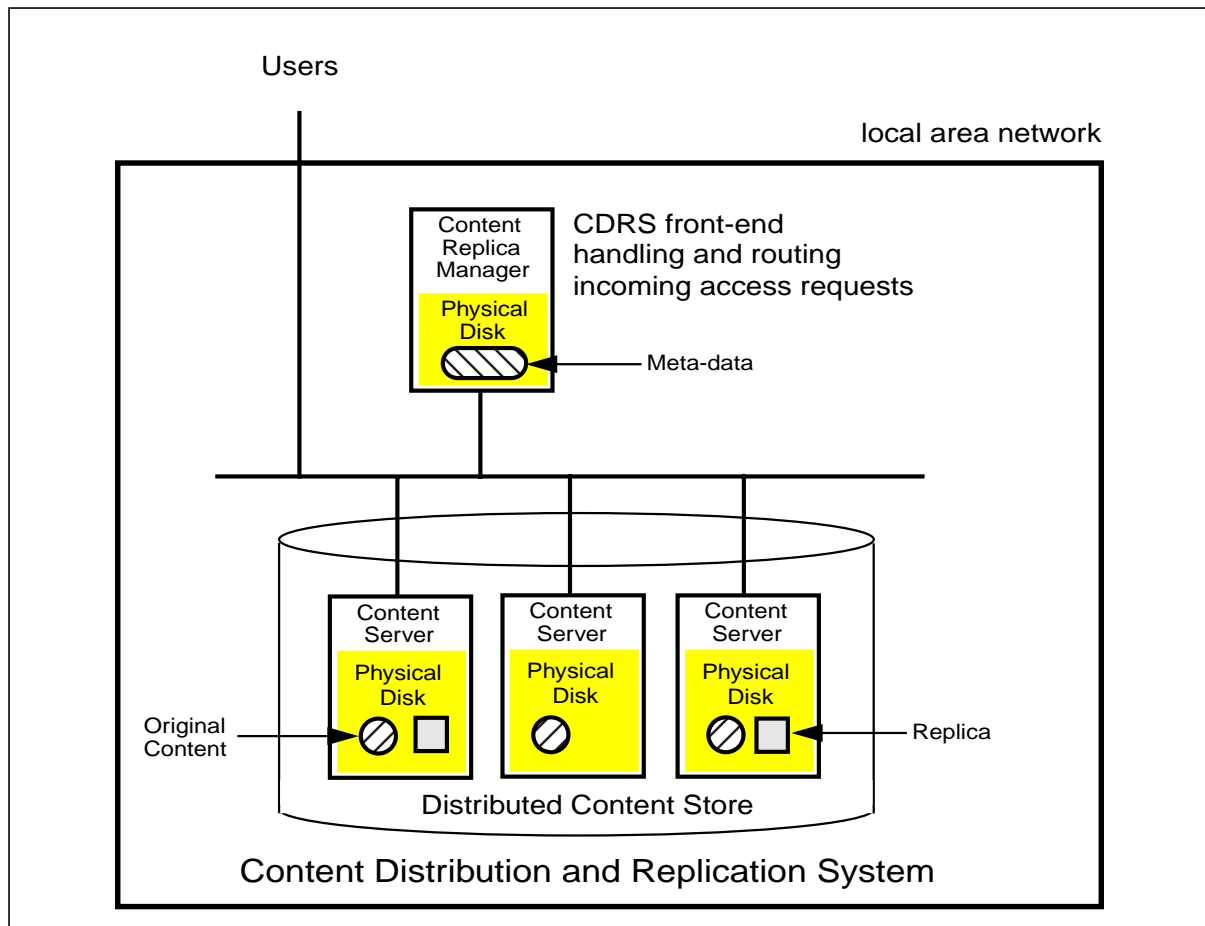 Users
local area network
Content
Replica
Manager
Physical
Disk
CDRS front-end
handling and routing
incoming access requests
Meta-data
Content
Server
Physical
Disk
Content
Server
Physical
Disk
Content
Server
Physical
Disk
Original
Content
Replica
Distributed Content Store
Content Distribution and Replication System